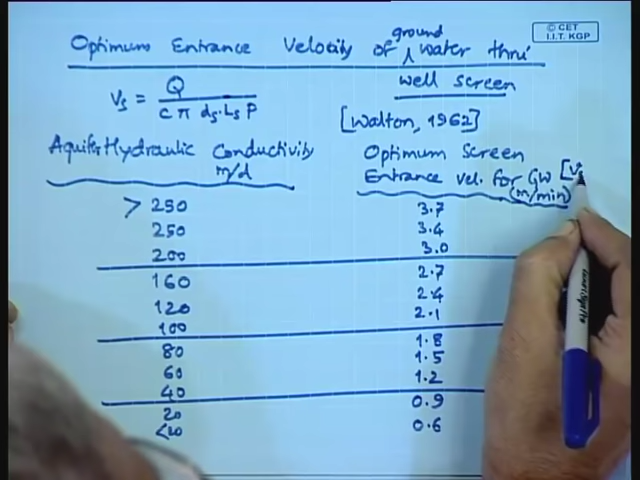 © CET
I.I.T. KGP
Optimum Entrance Velocity of ground water thru'
well screen
Vs = Q / C π ds.Ls P
[Walton, 1962]
Aquifer Hydraulic Conductivity m/d
Optimum Screen
Entrance vel. for GW [Vs
(m/min)
> 250 3.7
250 3.4
200 3.0
160 2.7
120 2.4
100 2.1
80 1.8
60 1.5
40 1.2
20 0.9
<20 0.6